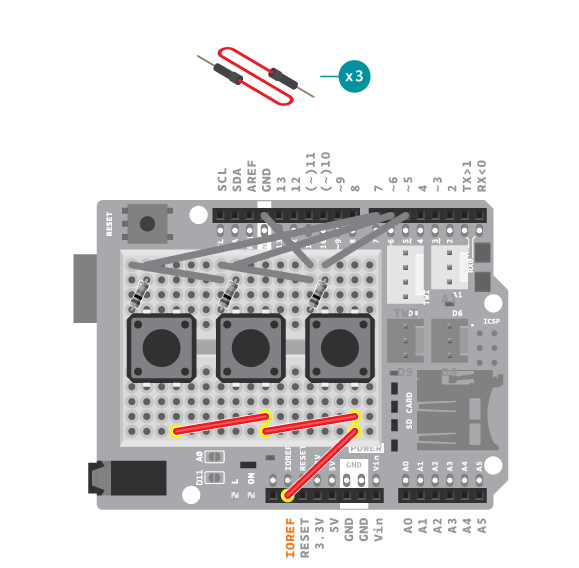 x3
SCL
SDA
AREF
GND
13
12
(~)11
(~)10
~9
8
7
~6
~5
4
~3
2
TX>1
RX<0
RESET
TWI
A1
D6
ICSP
D9
SD CARD
A0
D11
L
ON
IOREF
RESET
5V
POWER
GND
Vin
A0
A1
A2
A3
A4
A5
IOREF
RESET
3.3V
5V
GND
GND
Vin
A0
A1
A2
A3
A4
A5